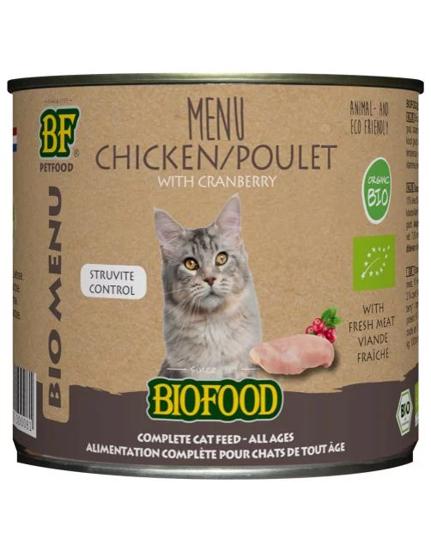 BF
PETFOOD
®
BIO MENU
STRUVITE
CONTROL
MENU
CHICKEN/POULET
WITH CRANBERRY
ANIMAL- AND
ECO FRIENDLY
ORGANIC
BIO
WITH
FRESH MEAT
VIANDE
FRAÎCHE
since
BIOFOOD
COMPLETE CAT FEED - ALL AGES
ALIMENTATION COMPLÈTE POUR CHATS DE TOUT ÂGE
BIO